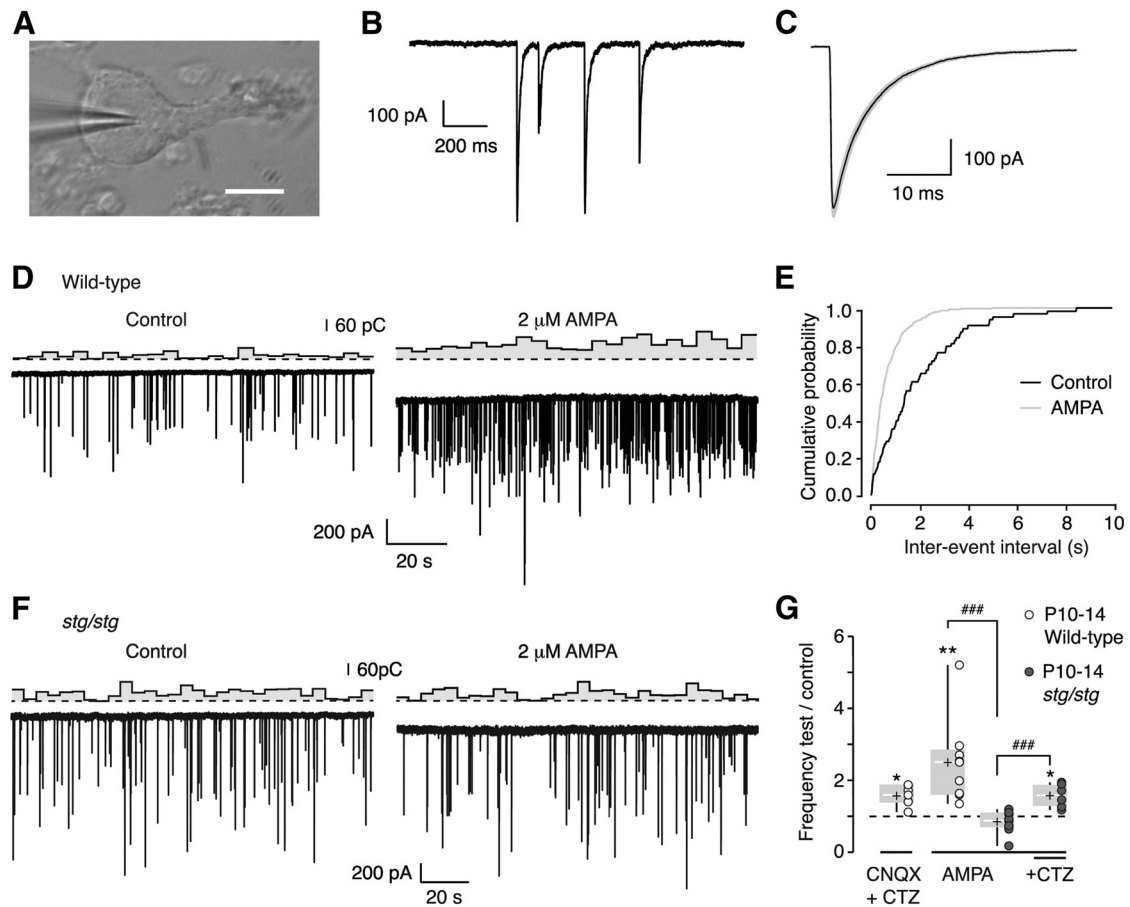 A
B
100 pA
200 ms
C
100 pA
10 ms
D
Wild-type
Control
60 pC
2 μM AMPA
200 pA
20 s
E
Cumulative probability
1.0
0.8
0.6
0.4
0.2
0.0
Control
AMPA
0 2 4 6 8 10
Inter-event interval (s)
F
stg/stg
Control
60pC
2 μM AMPA
200 pA
20 s
G
Frequency test / control
6
4
2
0
###
**
###
*
*
P10-14
Wild-type
P10-14
stg/stg
CNQX
+ CTZ
AMPA
+CTZ